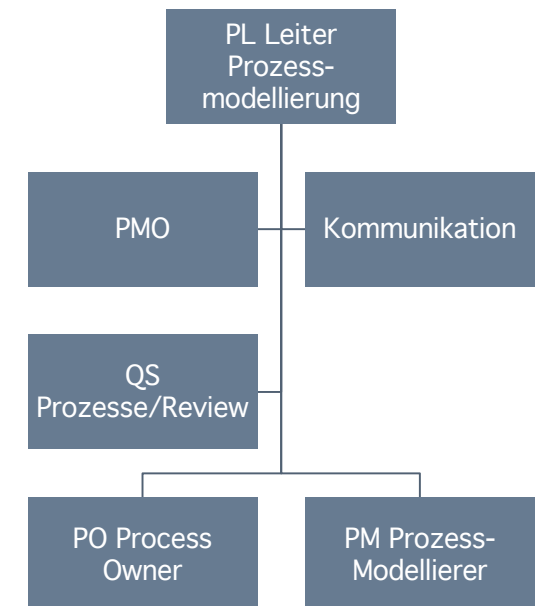 PL Leiter
Prozess-
modellierung
PMO
Kommunikation
QS
Prozesse/Review
PO Process
Owner
PM Prozess-
Modellierer